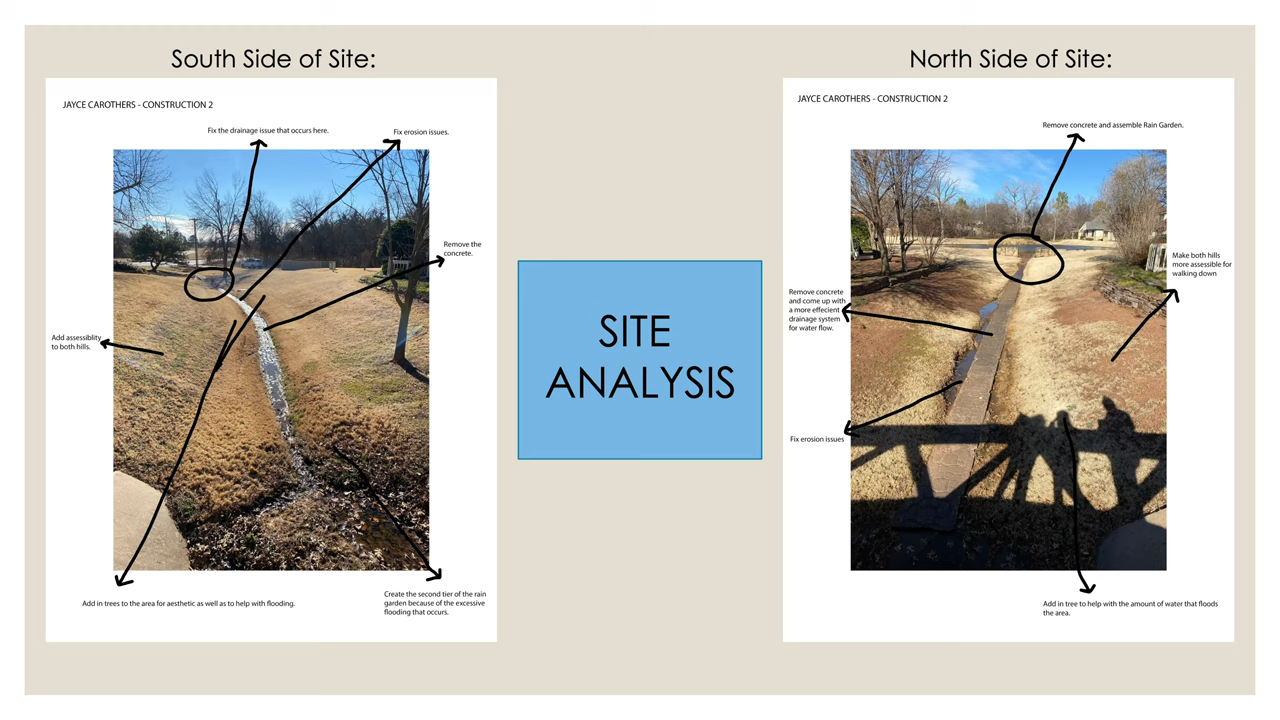 South Side of Site:
JAYCE CAROTHERS - CONSTRUCTION 2
Fix the drainage issue that occurs here.
Fix erosion issues.
Remove the
concrete.
Add assessiblity
to both hills.
Add in trees to the area for aesthetic as well as to help with flooding.
Create the second tier of the rain
garden because of the excessive
flooding that occurs.
SITE
ANALYSIS
North Side of Site:
JAYCE CAROTHERS - CONSTRUCTION 2
Remove concrete and assemble Rain Garden.
Make both hills
more assessible for
walking down
Remove concrete
and come up with
a more effecient
drainage system
for water flow.
Fix erosion issues
Add in tree to help with the amount of water that floods
the area.